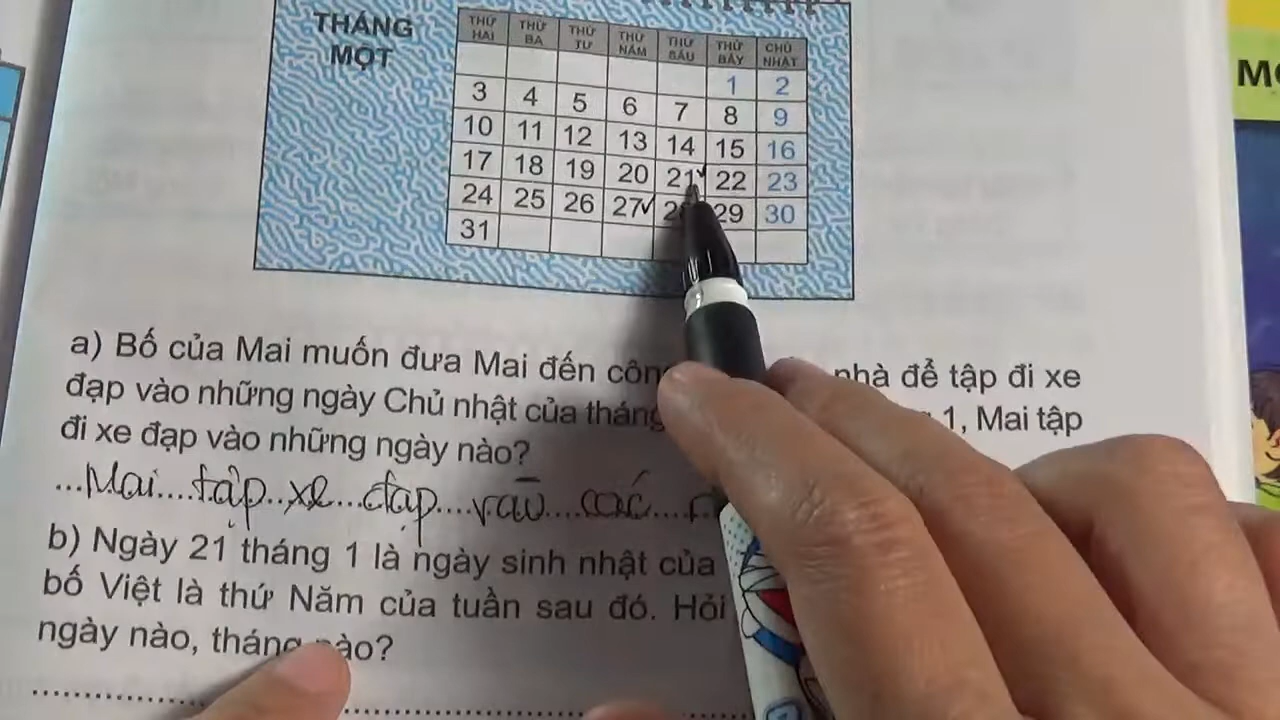 THÁNG
MỘT
THỨ HAI THỨ BA THỨ TƯ THỨ NĂM THỨ SÁU THỨ BẢY CHỦ NHẬT
1 2
3 4 5 6 7 8 9
10 11 12 13 14 15 16
17 18 19 20 21 22 23
24 25 26 27 29 30
31
a) Bố của Mai muốn đưa Mai đến nhà để tập đi xe
đạp vào những ngày Chủ nhật của tháng 1, Mai tập
đi xe đạp vào những ngày nào?
Mai tập xe đạp vào các
b) Ngày 21 tháng 1 là ngày sinh nhật của
bố Việt là thứ Năm của tuần sau đó. Hỏi
ngày nào, tháng nào?